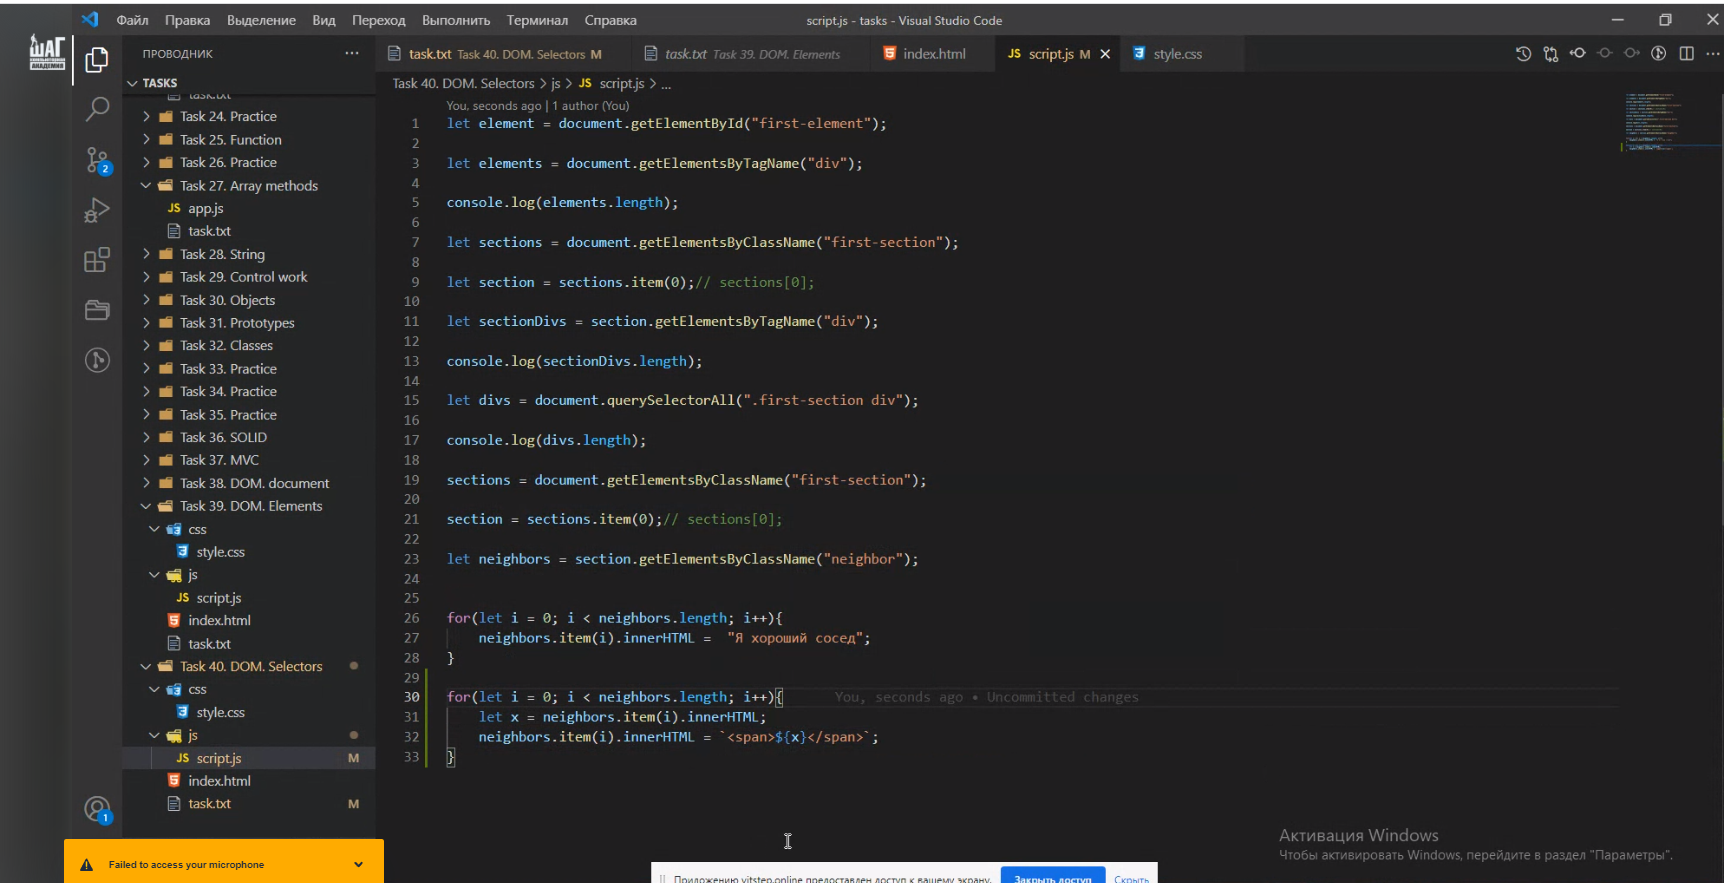 Файл Правка Выделение Вид Переход Выполнить Терминал Справка
script.js - tasks - Visual Studio Code
ШАГ
КОМПЬЮТЕРНАЯ
АКАДЕМИЯ
ПРОВОДНИК ...
task.txt Task 40. DOM. Selectors M
task.txt Task 39. DOM. Elements
index.html
JS script.js M
style.css
TASKS
Task 40. DOM. Selectors > js > JS script.js > ...
task.txt
Task 24. Practice
Task 25. Function
Task 26. Practice
Task 27. Array methods
JS app.js
task.txt
Task 28. String
Task 29. Control work
Task 30. Objects
Task 31. Prototypes
Task 32. Classes
Task 33. Practice
Task 34. Practice
Task 35. Practice
Task 36. SOLID
Task 37. MVC
Task 38. DOM. document
Task 39. DOM. Elements
css
style.css
js
JS script.js
index.html
task.txt
Task 40. DOM. Selectors
css
style.css
js
JS script.js M
index.html
task.txt M
2
1
You, seconds ago | 1 author (You)
1 let element = document.getElementById("first-element");
2
3 let elements = document.getElementsByTagName("div");
4
5 console.log(elements.length);
6
7 let sections = document.getElementsByClassName("first-section");
8
9 let section = sections.item(0);// sections[0];
10
11 let sectionDivs = section.getElementsByTagName("div");
12
13 console.log(sectionDivs.length);
14
15 let divs = document.querySelectorAll(".first-section div");
16
17 console.log(divs.length);
18
19 sections = document.getElementsByClassName("first-section");
20
21 section = sections.item(0);// sections[0];
22
23 let neighbors = section.getElementsByClassName("neighbor");
24
25
26 for(let i = 0; i < neighbors.length; i++){
27 neighbors.item(i).innerHTML =  "Я хороший сосед";
28 }
29
30 for(let i = 0; i < neighbors.length; i++){ You, seconds ago • Uncommitted changes
31 let x = neighbors.item(i).innerHTML;
32 neighbors.item(i).innerHTML = `<span>${x}</span>`;
33 }
Активация Windows
Чтобы активировать Windows, перейдите в раздел "Параметры".
Failed to access your microphone
Приложению vitstep.online предоставлен доступ к вашему экрану. Закрыть доступ Скрыть